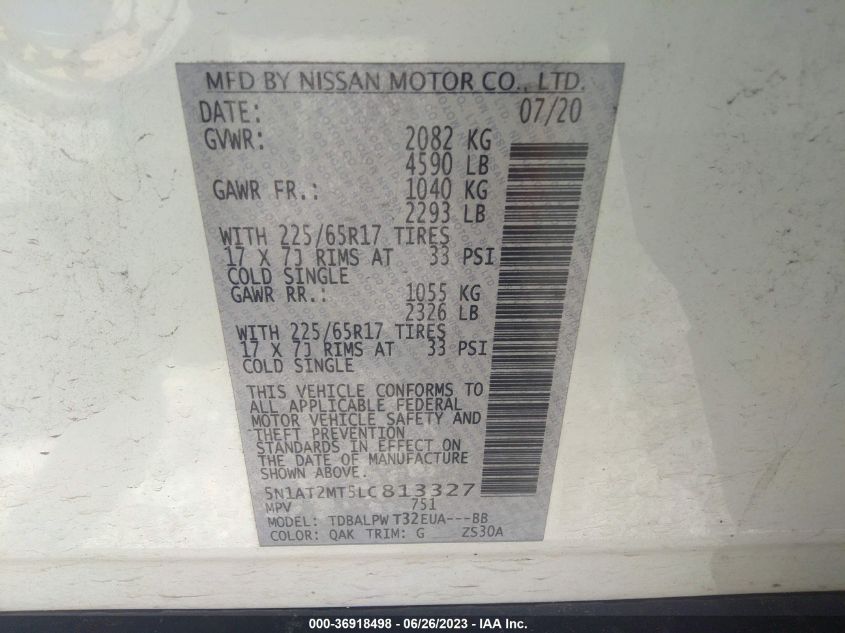 MFD BY NISSAN MOTOR CO., LTD.
DATE: 07/20
GVWR: 2082 KG
4590 LB
GAWR FR.: 1040 KG
2293 LB
WITH 225/65R17 TIRES
17 X 7J RIMS AT 33 PSI
COLD SINGLE
GAWR RR.: 1055 KG
2326 LB
WITH 225/65R17 TIRES
17 X 7J RIMS AT 33 PSI
COLD SINGLE
THIS VEHICLE CONFORMS TO
ALL APPLICABLE FEDERAL
MOTOR VEHICLE SAFETY AND
THEFT PREVENTION
STANDARDS IN EFFECT ON
THE DATE OF MANUFACTURE
SHOWN ABOVE.
5N1AT2MT5LC813327
MPV 751
MODEL: TDBALPW T32EUA---BB
COLOR: QAK TRIM: G ZS30A
000-36918498 - 06/26/2023 - IAA Inc.